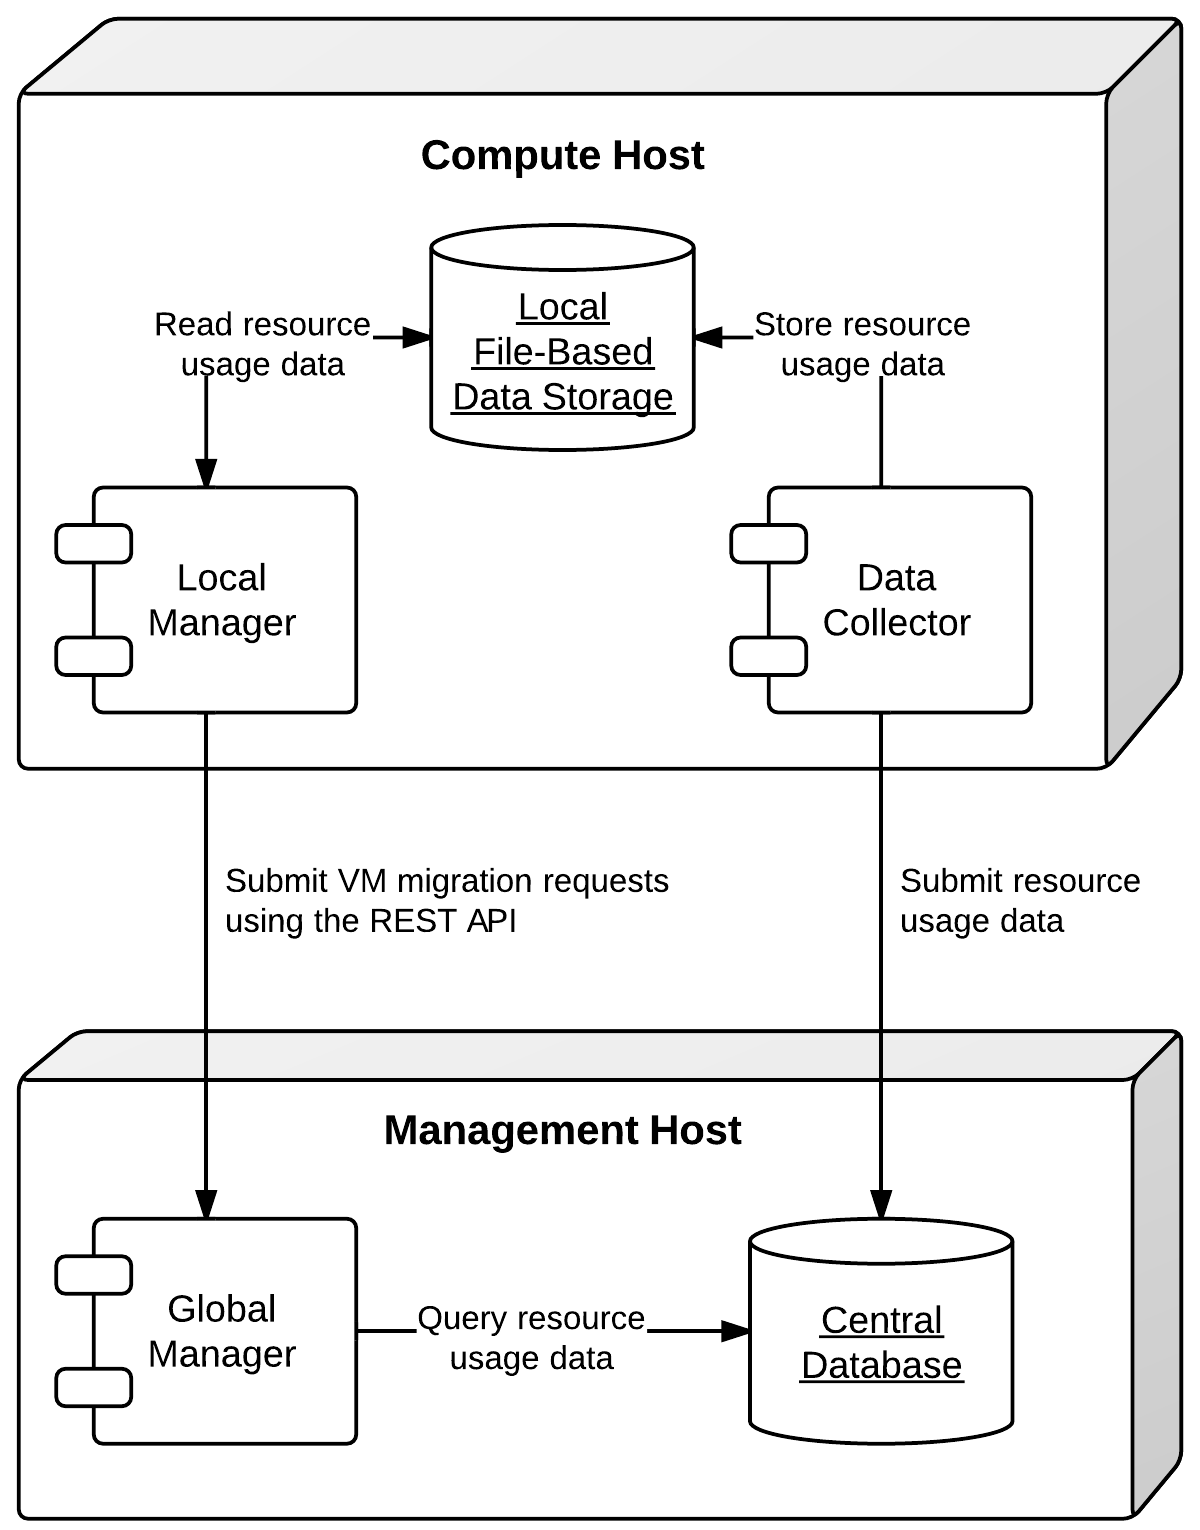 Compute Host
Local
File-Based
Data Storage
Read resource
usage data
Store resource
usage data
Local
Manager
Data
Collector
Submit VM migration requests
using the REST API
Submit resource
usage data
Management Host
Global
Manager
Query resource
usage data
Central
Database